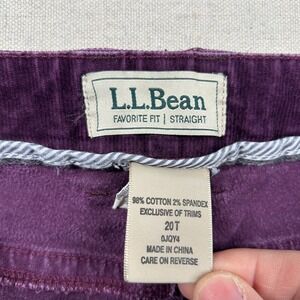 L.L.Bean
FAVORITE FIT | STRAIGHT
98% COTTON 2% SPANDEX
EXCLUSIVE OF TRIMS
20T
0JQY4
MADE IN CHINA
CARE ON REVERSE